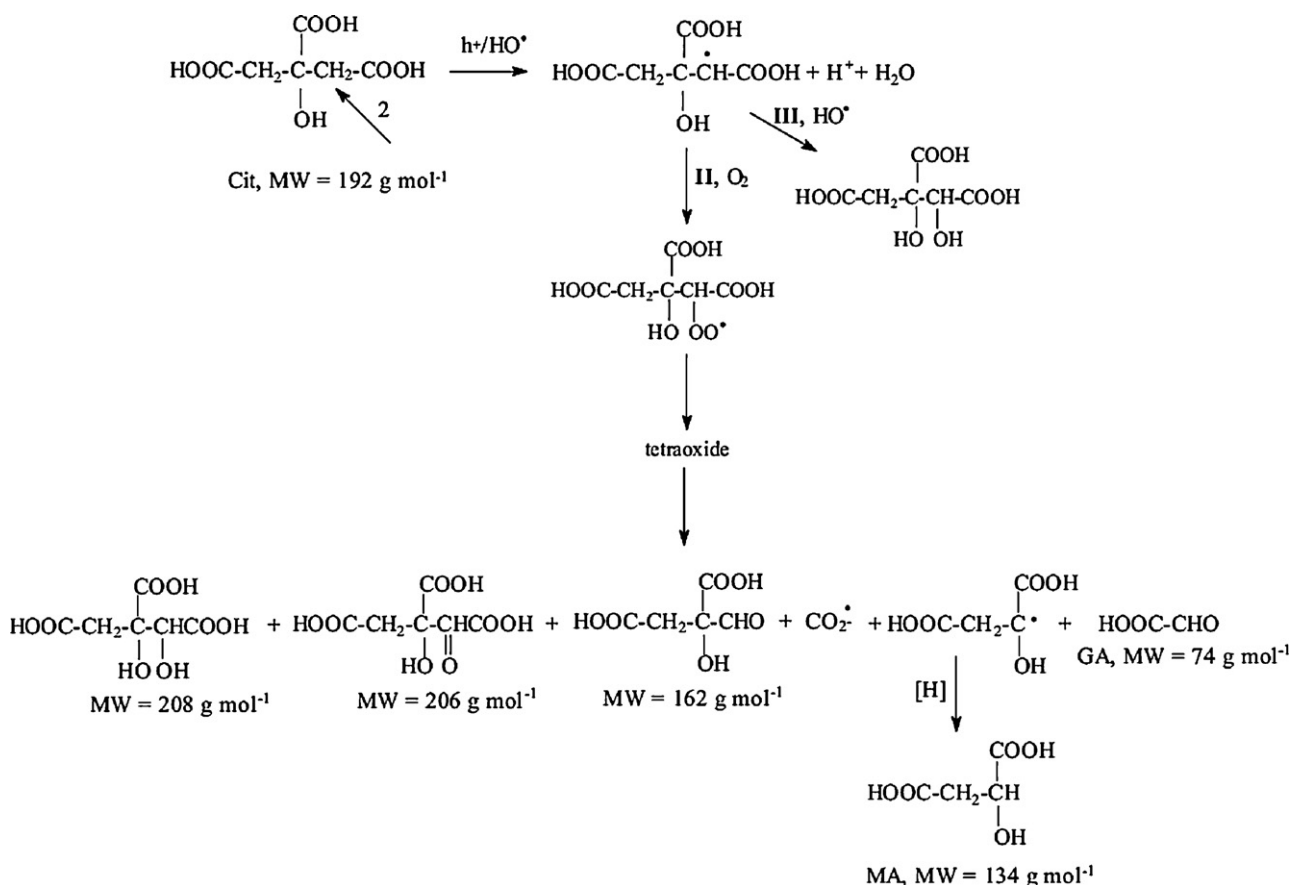 COOH
HOOC-CH₂-C-CH₂-COOH
OH
2
Cit, MW = 192 g mol⁻¹
h+/HO•
COOH
HOOC-CH₂-C-ĊH-COOH + H⁺ + H₂O
OH
III, HO•
COOH
HOOC-CH₂-C-CH-COOH
HO OH
II, O₂
COOH
HOOC-CH₂-C-CH-COOH
HO OO•
tetraoxide
COOH
HOOC-CH₂-C-CHCOOH
HO OH
MW = 208 g mol⁻¹
+
COOH
HOOC-CH₂-C-CHCOOH
HO O
MW = 206 g mol⁻¹
+
COOH
HOOC-CH₂-C-CHO
OH
MW = 162 g mol⁻¹
+ CO₂•⁻
+
COOH
HOOC-CH₂-C•
OH
+
HOOC-CHO
GA, MW = 74 g mol⁻¹
[H]
COOH
HOOC-CH₂-CH
OH
MA, MW = 134 g mol⁻¹